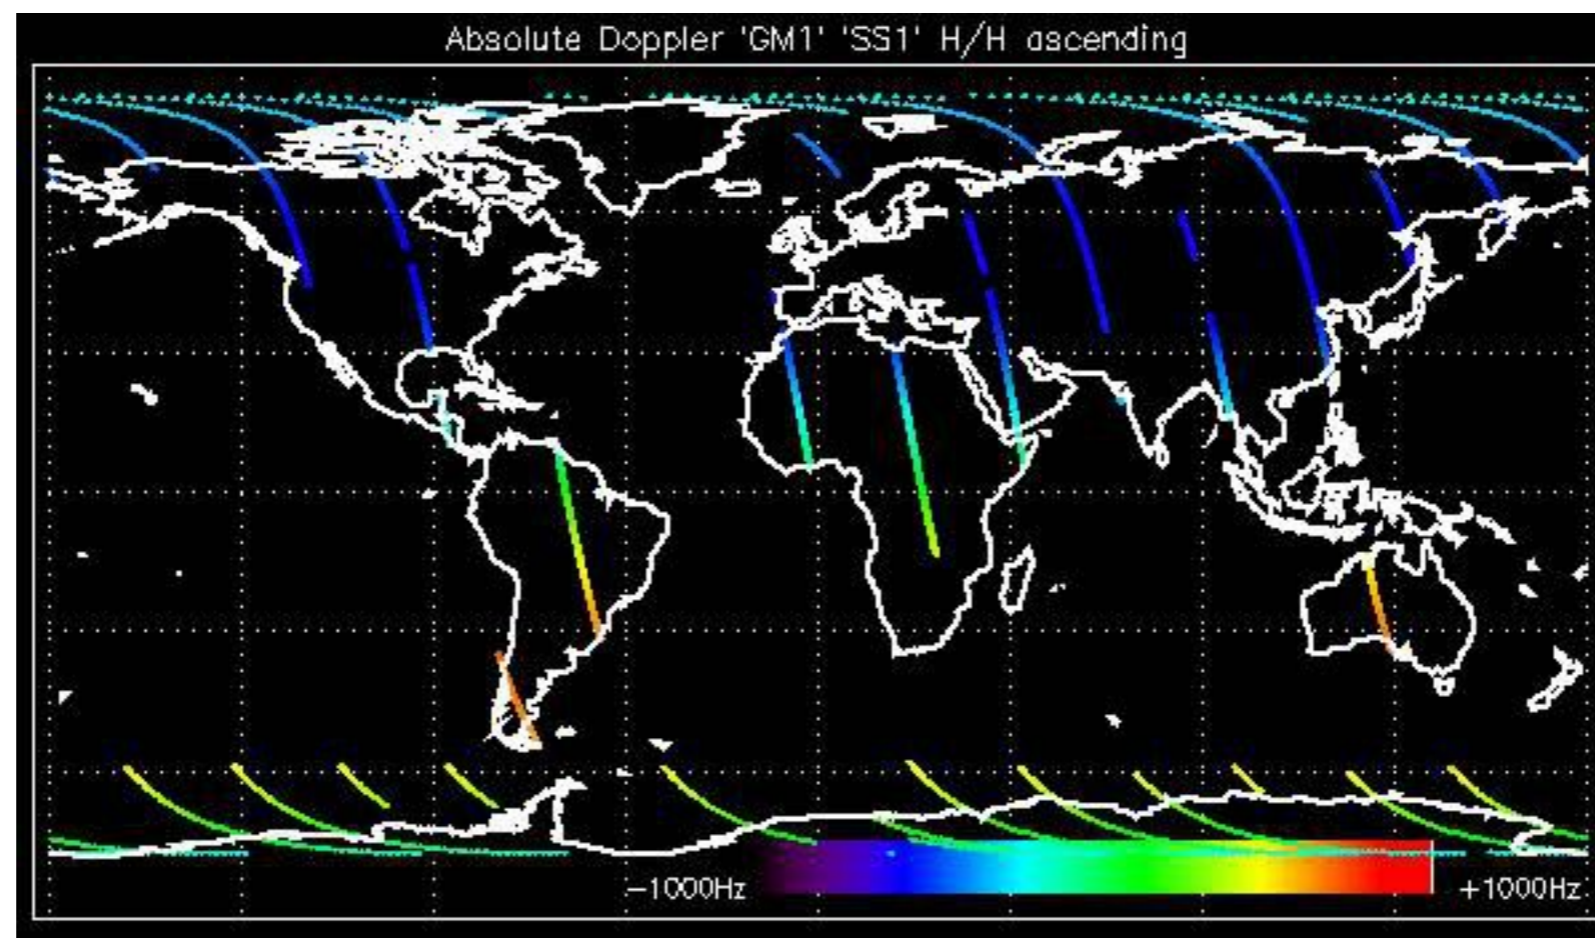 Absolute Doppler 'GM1' 'SS1' H/H ascending
−1000Hz
+1000Hz